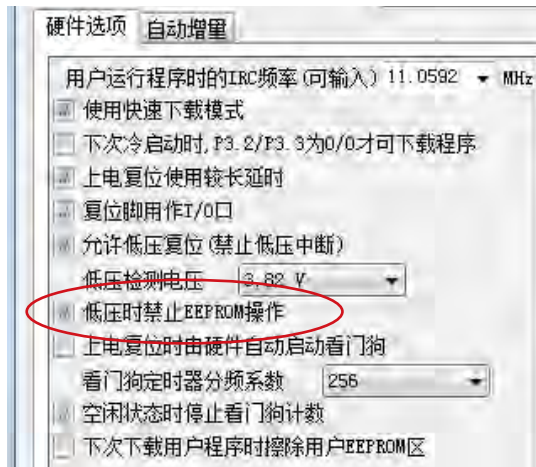 硬件选项 自动增量
用户运行程序时的IRC频率(可输入) 11.0592 MHz
使用快速下载模式
下次冷启动时, P3.2/P3.3为0/0才可下载程序
上电复位使用较长延时
复位脚用作I/O口
允许低压复位(禁止低压中断)
低压检测电压 3.82 V
低压时禁止EEPROM操作
上电复位时由硬件自动启动看门狗
看门狗定时器分频系数 256
空闲状态时停止看门狗计数
下次下载用户程序时擦除用户EEPROM区